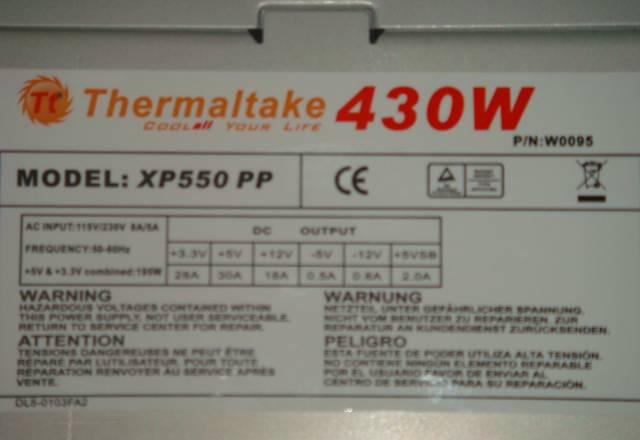 Tt Thermaltake 430W
COOLall YOUR LIFE
P/N:W0095
MODEL: XP550 PP CE
AC INPUT:115V/230V 8A/5A DC OUTPUT
FREQUENCY:50-60Hz +3.3V +5V +12V -5V -12V +5VSB
+5V & +3.3V combined:180W 28A 30A 18A 0.5A 0.8A 2.0A
WARNING
HAZARDOUS VOLTAGES CONTAINED WITHIN
THIS POWER SUPPLY, NOT USER SERVICEABLE.
RETURN TO SERVICE CENTER FOR REPAIR.
WARNUNG
NETZTEIL UNTER GEFÄHRLICHER SPANNUNG.
NICHT VOM BENUTZER ZU REPARIEREN. ZUR
REPARATUR AN KUNDENDIENST ZURÜCKSENDEN.
ATTENTION
TENSIONS DANGEREUSES NE PEUT ÊTRE
RÉPARÉ PAR L'UTILISATEUR. POUR TOUTE
RÉPARATION RENVOYER AU SERVICE APRÉS
VENTE.
PELIGRO
ESTA FUENTE DE PODER UTILIZA ALTA TENSIÓN.
NO CONTIENE NINGÚN ELEMENTO REPARABLE
POR EL USUARIO. FAVOR DE ENVIAR AL
CENTRO DE SERVICIO PARA SU REPARACIÓN.
DL5-0103FA2